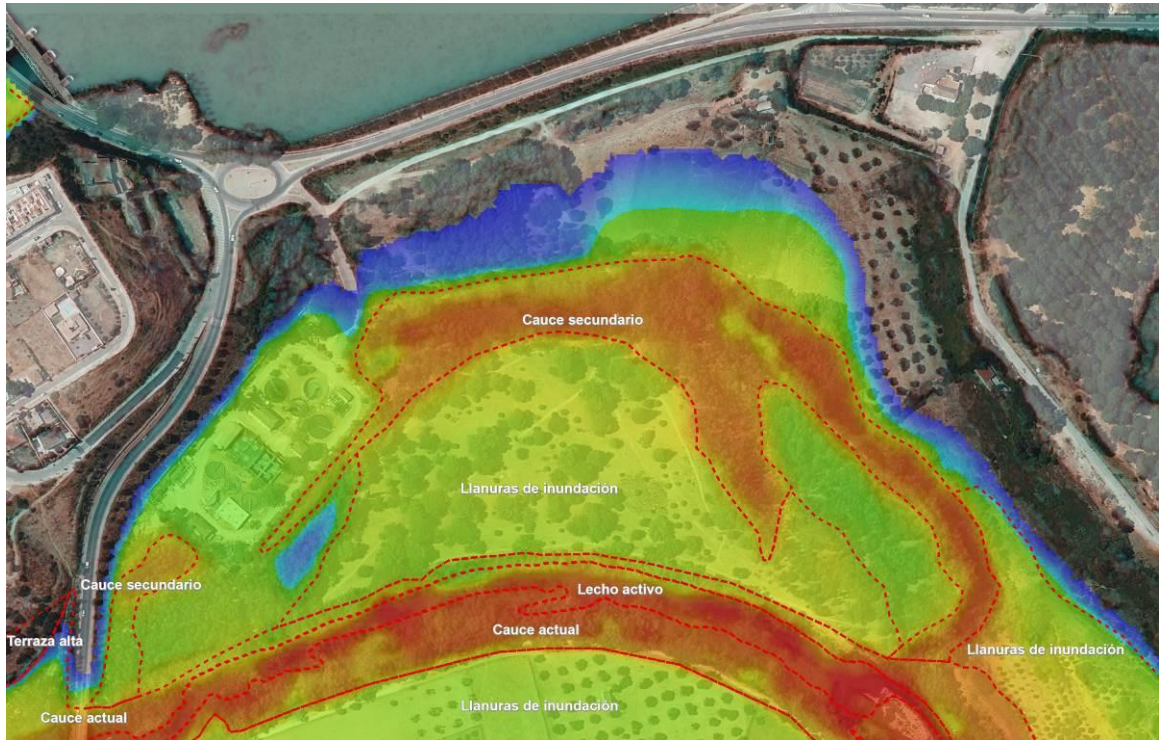 Cauce secundario
Llanuras de inundación
Cauce secundario
Lecho activo
Cauce actual
Terraza alta
Llanuras de inundación
Cauce actual
Llanuras de inundación